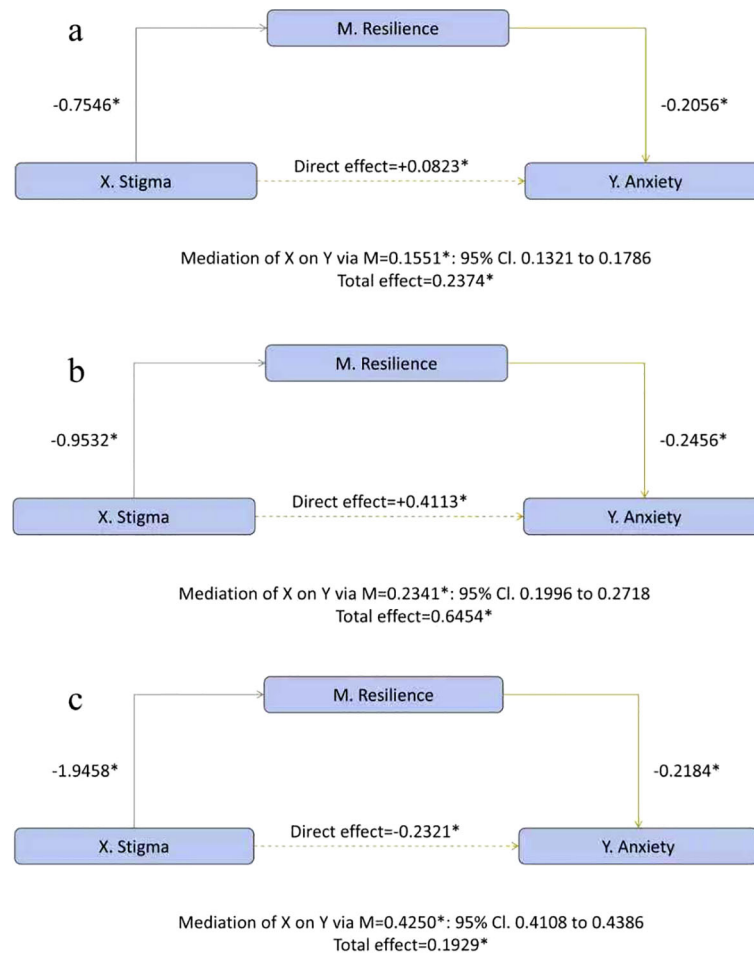 a
M. Resilience
-0.7546*
-0.2056*
Direct effect=+0.0823*
X. Stigma
Y. Anxiety
Mediation of X on Y via M=0.1551*: 95% Cl. 0.1321 to 0.1786
Total effect=0.2374*
b
M. Resilience
-0.9532*
-0.2456*
Direct effect=+0.4113*
X. Stigma
Y. Anxiety
Mediation of X on Y via M=0.2341*: 95% Cl. 0.1996 to 0.2718
Total effect=0.6454*
c
M. Resilience
-1.9458*
-0.2184*
Direct effect=-0.2321*
X. Stigma
Y. Anxiety
Mediation of X on Y via M=0.4250*: 95% Cl. 0.4108 to 0.4386
Total effect=0.1929*